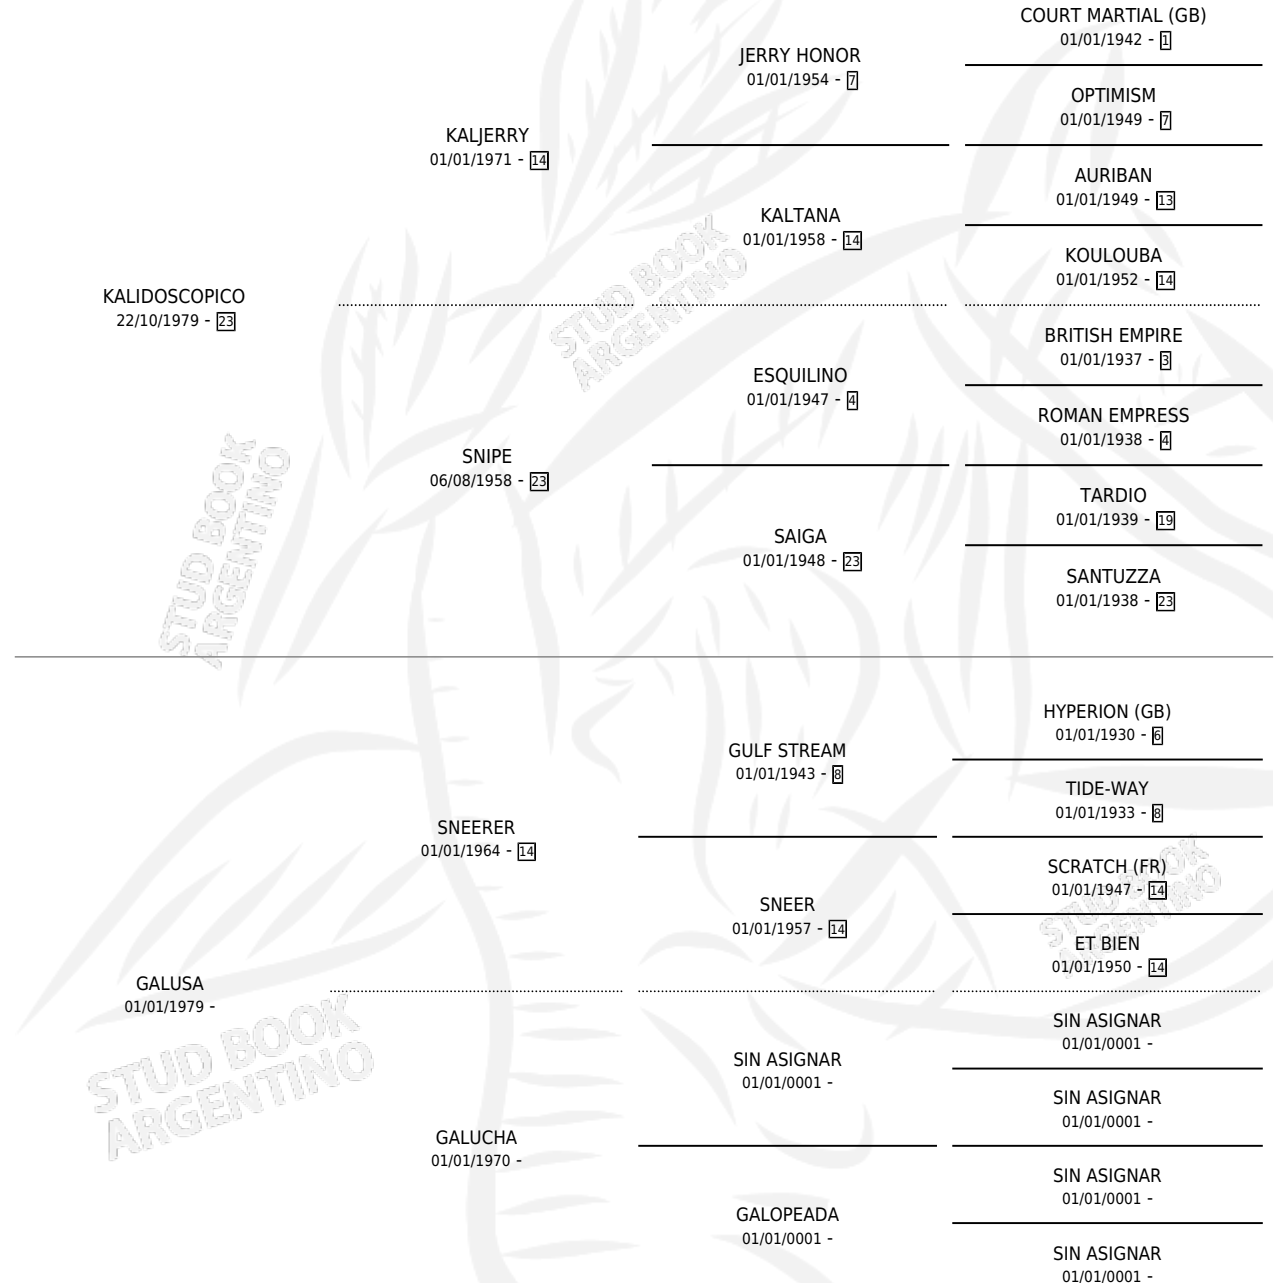 COURT MARTIAL (GB)
01/01/1942 - 1
JERRY HONOR
01/01/1954 - 7
OPTIMISM
01/01/1949 - 7
KALJERRY
01/01/1971 - 14
AURIBAN
01/01/1949 - 13
KALTANA
01/01/1958 - 14
KOULOUBA
01/01/1952 - 14
KALIDOSCOPICO
22/10/1979 - 23
BRITISH EMPIRE
01/01/1937 - 3
ESQUILINO
01/01/1947 - 4
ROMAN EMPRESS
01/01/1938 - 4
SNIPE
06/08/1958 - 23
TARDIO
01/01/1939 - 19
SAIGA
01/01/1948 - 23
SANTUZZA
01/01/1938 - 23
HYPERION (GB)
01/01/1930 - 6
GULF STREAM
01/01/1943 - 8
TIDE-WAY
01/01/1933 - 8
SNEERER
01/01/1964 - 14
SCRATCH (FR)
01/01/1947 - 14
SNEER
01/01/1957 - 14
ET BIEN
01/01/1950 - 14
GALUSA
01/01/1979 -
SIN ASIGNAR
01/01/0001 -
SIN ASIGNAR
01/01/0001 -
SIN ASIGNAR
01/01/0001 -
GALUCHA
01/01/1970 -
SIN ASIGNAR
01/01/0001 -
GALOPEADA
01/01/0001 -
SIN ASIGNAR
01/01/0001 -
STUD BOOK
ARGENTINO
STUD BOOK
ARGENTINO
STUD BOOK
ARGENTINO
STUD BOOK
ARGENTINO